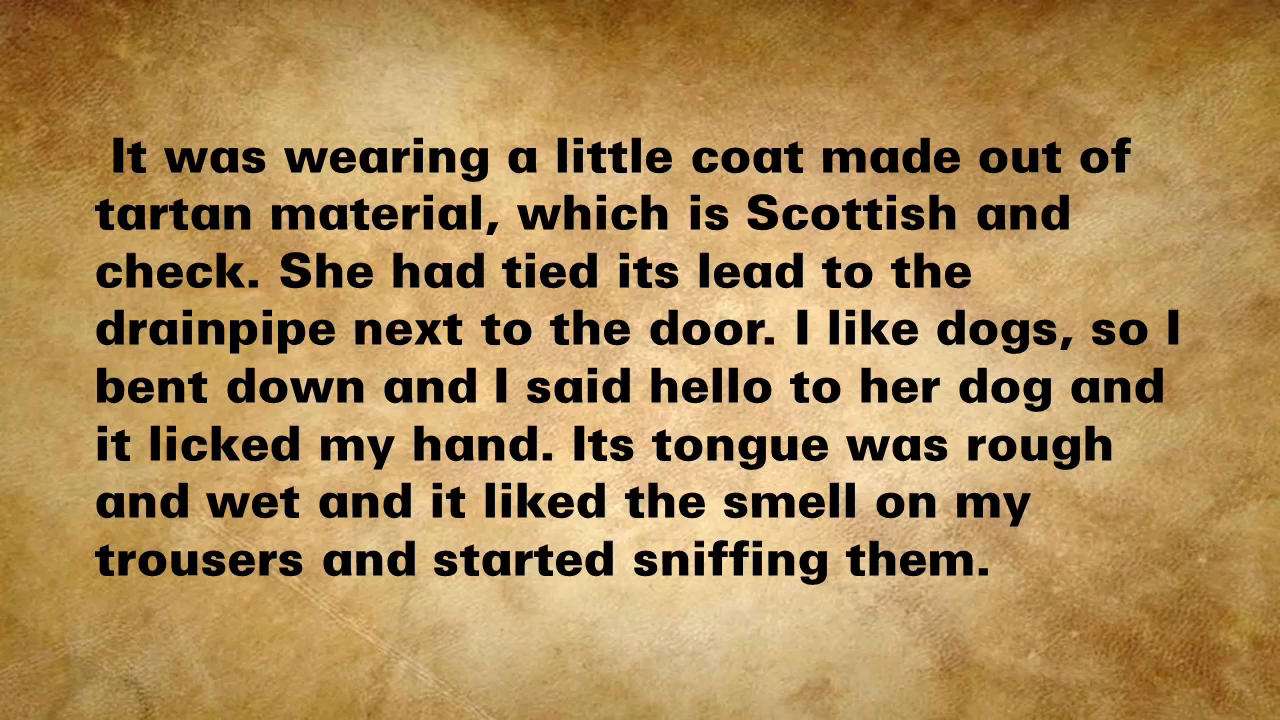 It was wearing a little coat made out of
tartan material, which is Scottish and
check. She had tied its lead to the
drainpipe next to the door. I like dogs, so I
bent down and I said hello to her dog and
it licked my hand. Its tongue was rough
and wet and it liked the smell on my
trousers and started sniffing them.